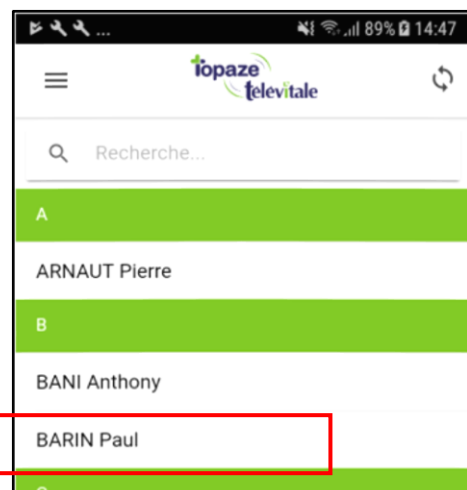 ... 89% 14:47
topaze
televitale
Recherche...
A
ARNAUT Pierre
B
BANI Anthony
BARIN Paul
C